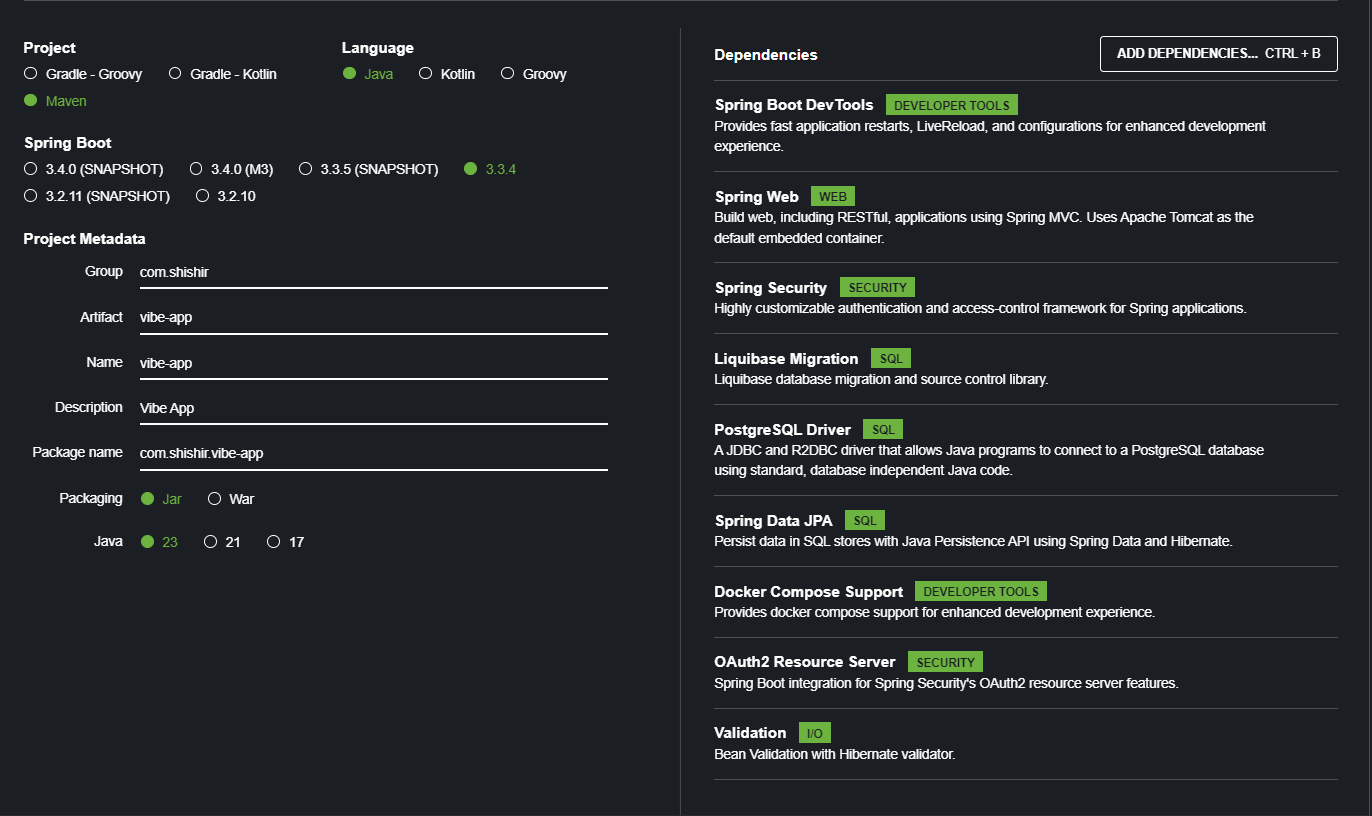 Project
Gradle - Groovy Gradle - Kotlin
Maven
Language
Java Kotlin Groovy
Spring Boot
3.4.0 (SNAPSHOT) 3.4.0 (M3) 3.3.5 (SNAPSHOT) 3.3.4
3.2.11 (SNAPSHOT) 3.2.10
Project Metadata
Group com.shishir
Artifact vibe-app
Name vibe-app
Description Vibe App
Package name com.shishir.vibe-app
Packaging Jar War
Java 23 21 17
Dependencies ADD DEPENDENCIES... CTRL + B
Spring Boot DevTools DEVELOPER TOOLS
Provides fast application restarts, LiveReload, and configurations for enhanced development
experience.
Spring Web WEB
Build web, including RESTful, applications using Spring MVC. Uses Apache Tomcat as the
default embedded container.
Spring Security SECURITY
Highly customizable authentication and access-control framework for Spring applications.
Liquibase Migration SQL
Liquibase database migration and source control library.
PostgreSQL Driver SQL
A JDBC and R2DBC driver that allows Java programs to connect to a PostgreSQL database
using standard, database independent Java code.
Spring Data JPA SQL
Persist data in SQL stores with Java Persistence API using Spring Data and Hibernate.
Docker Compose Support DEVELOPER TOOLS
Provides docker compose support for enhanced development experience.
OAuth2 Resource Server SECURITY
Spring Boot integration for Spring Security's OAuth2 resource server features.
Validation I/O
Bean Validation with Hibernate validator.